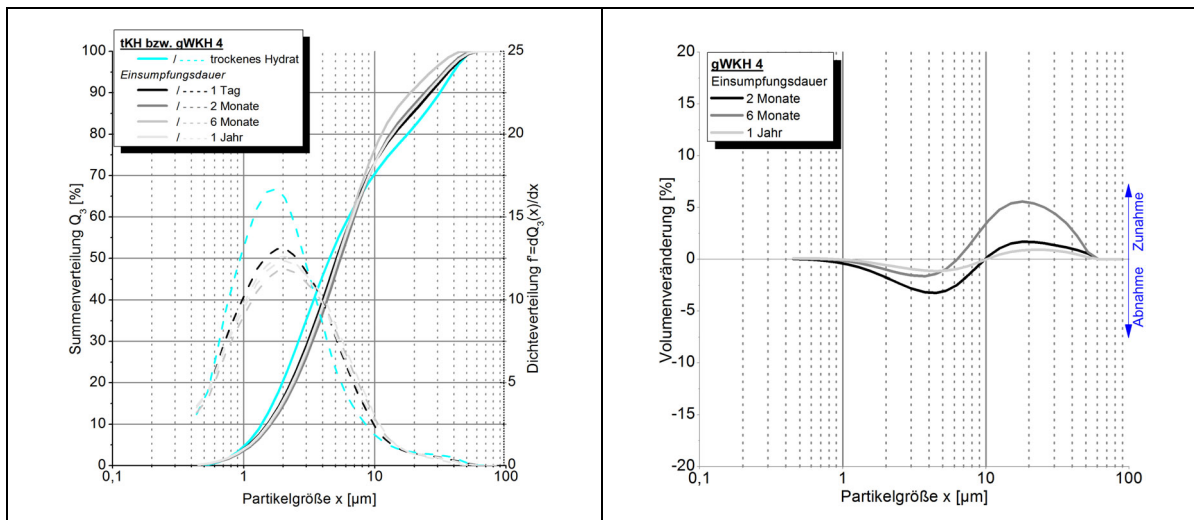 tKH bzw. gWKH 4
/ trockenes Hydrat
Einsumpfungsdauer
/ 1 Tag
/ 2 Monate
/ 6 Monate
/ 1 Jahr
Summenverteilung Q3 [%]
100
90
80
70
60
50
40
30
20
10
0
25
20
15
10
5
0
Dichteverteilung f'=dQ3(x)/dx
0,1
1
10
100
Partikelgröße x [µm]
gWKH 4
Einsumpfungsdauer
2 Monate
6 Monate
1 Jahr
Volumenveränderung [%]
20
15
10
5
0
-5
-10
-15
-20
Zunahme
Abnahme
0,1
1
10
100
Partikelgröße x [µm]